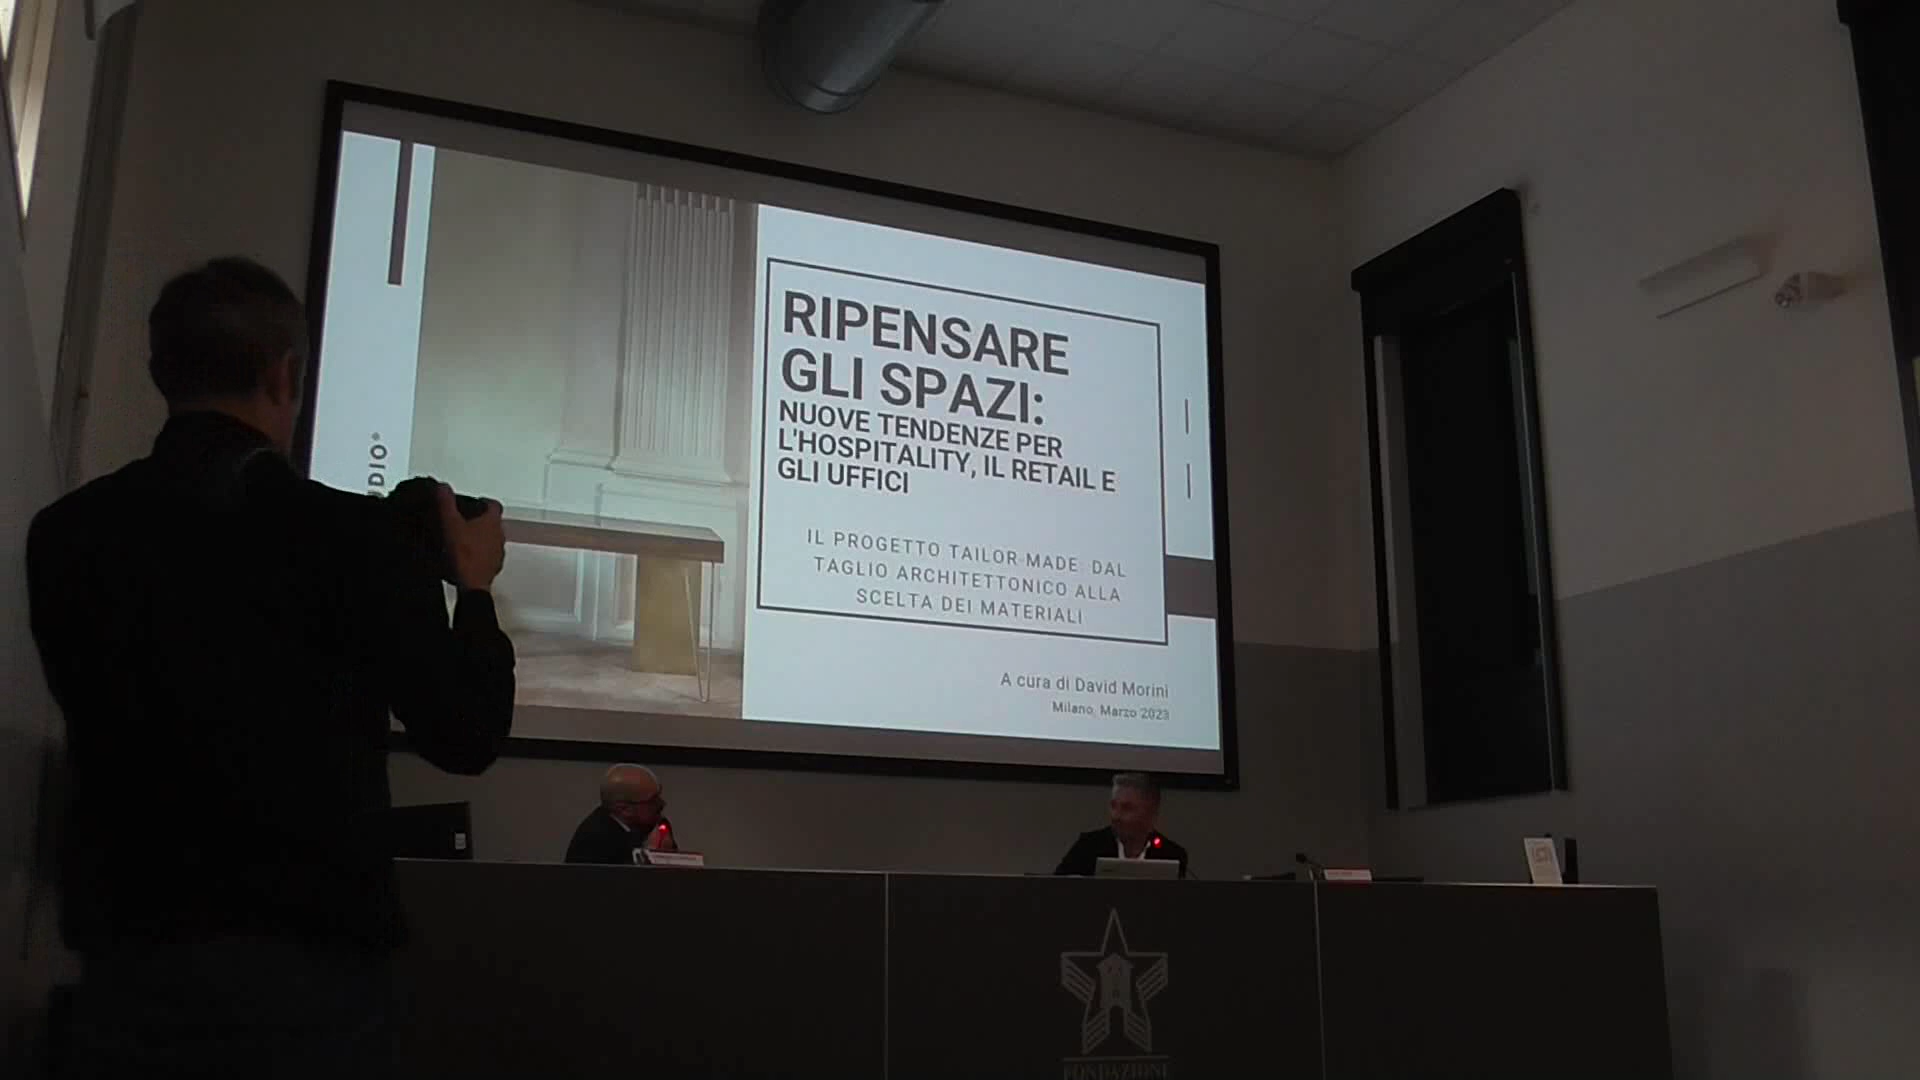 RIPENSARE
GLI SPAZI:
NUOVE TENDENZE PER
L'HOSPITALITY, IL RETAIL E
GLI UFFICI
IL PROGETTO TAILOR-MADE: DAL
TAGLIO ARCHITETTONICO ALLA
SCELTA DEI MATERIALI
A cura di David Morini
Milano, Marzo 2023
FONDAZIONE